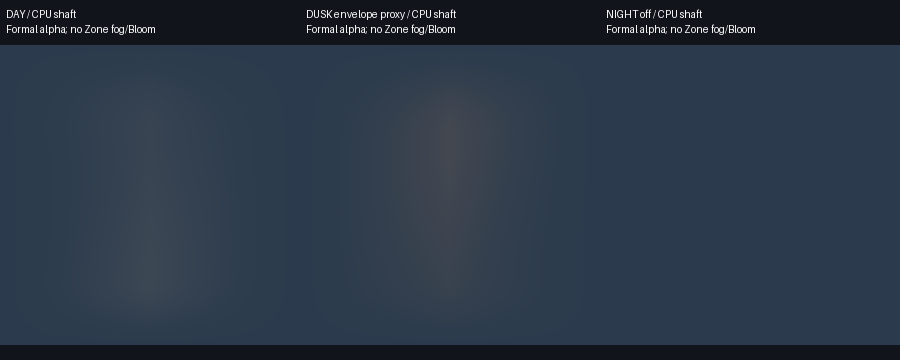 DAY / CPU shaft
Formal alpha; no Zone fog/Bloom
DUSK envelope proxy / CPU shaft
Formal alpha; no Zone fog/Bloom
NIGHT off / CPU shaft
Formal alpha; no Zone fog/Bloom